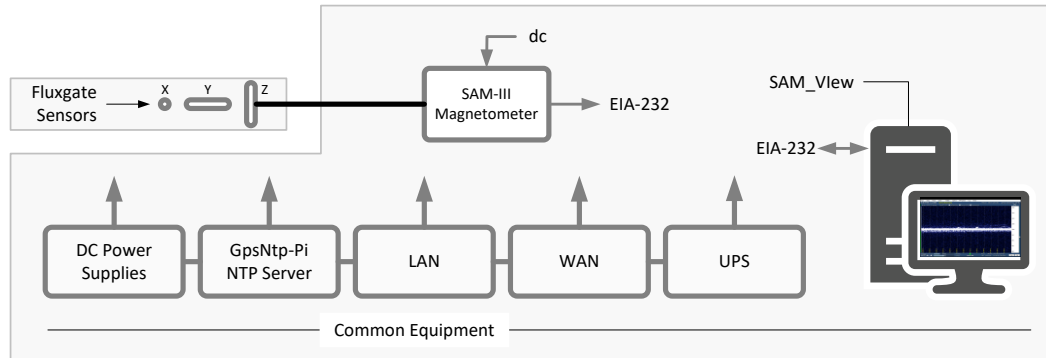 dc
Fluxgate
Sensors
X
Y
Z
SAM-III
Magnetometer
EIA-232
SAM_VIew
EIA-232
DC Power
Supplies
GpsNtp-Pi
NTP Server
LAN
WAN
UPS
Common Equipment